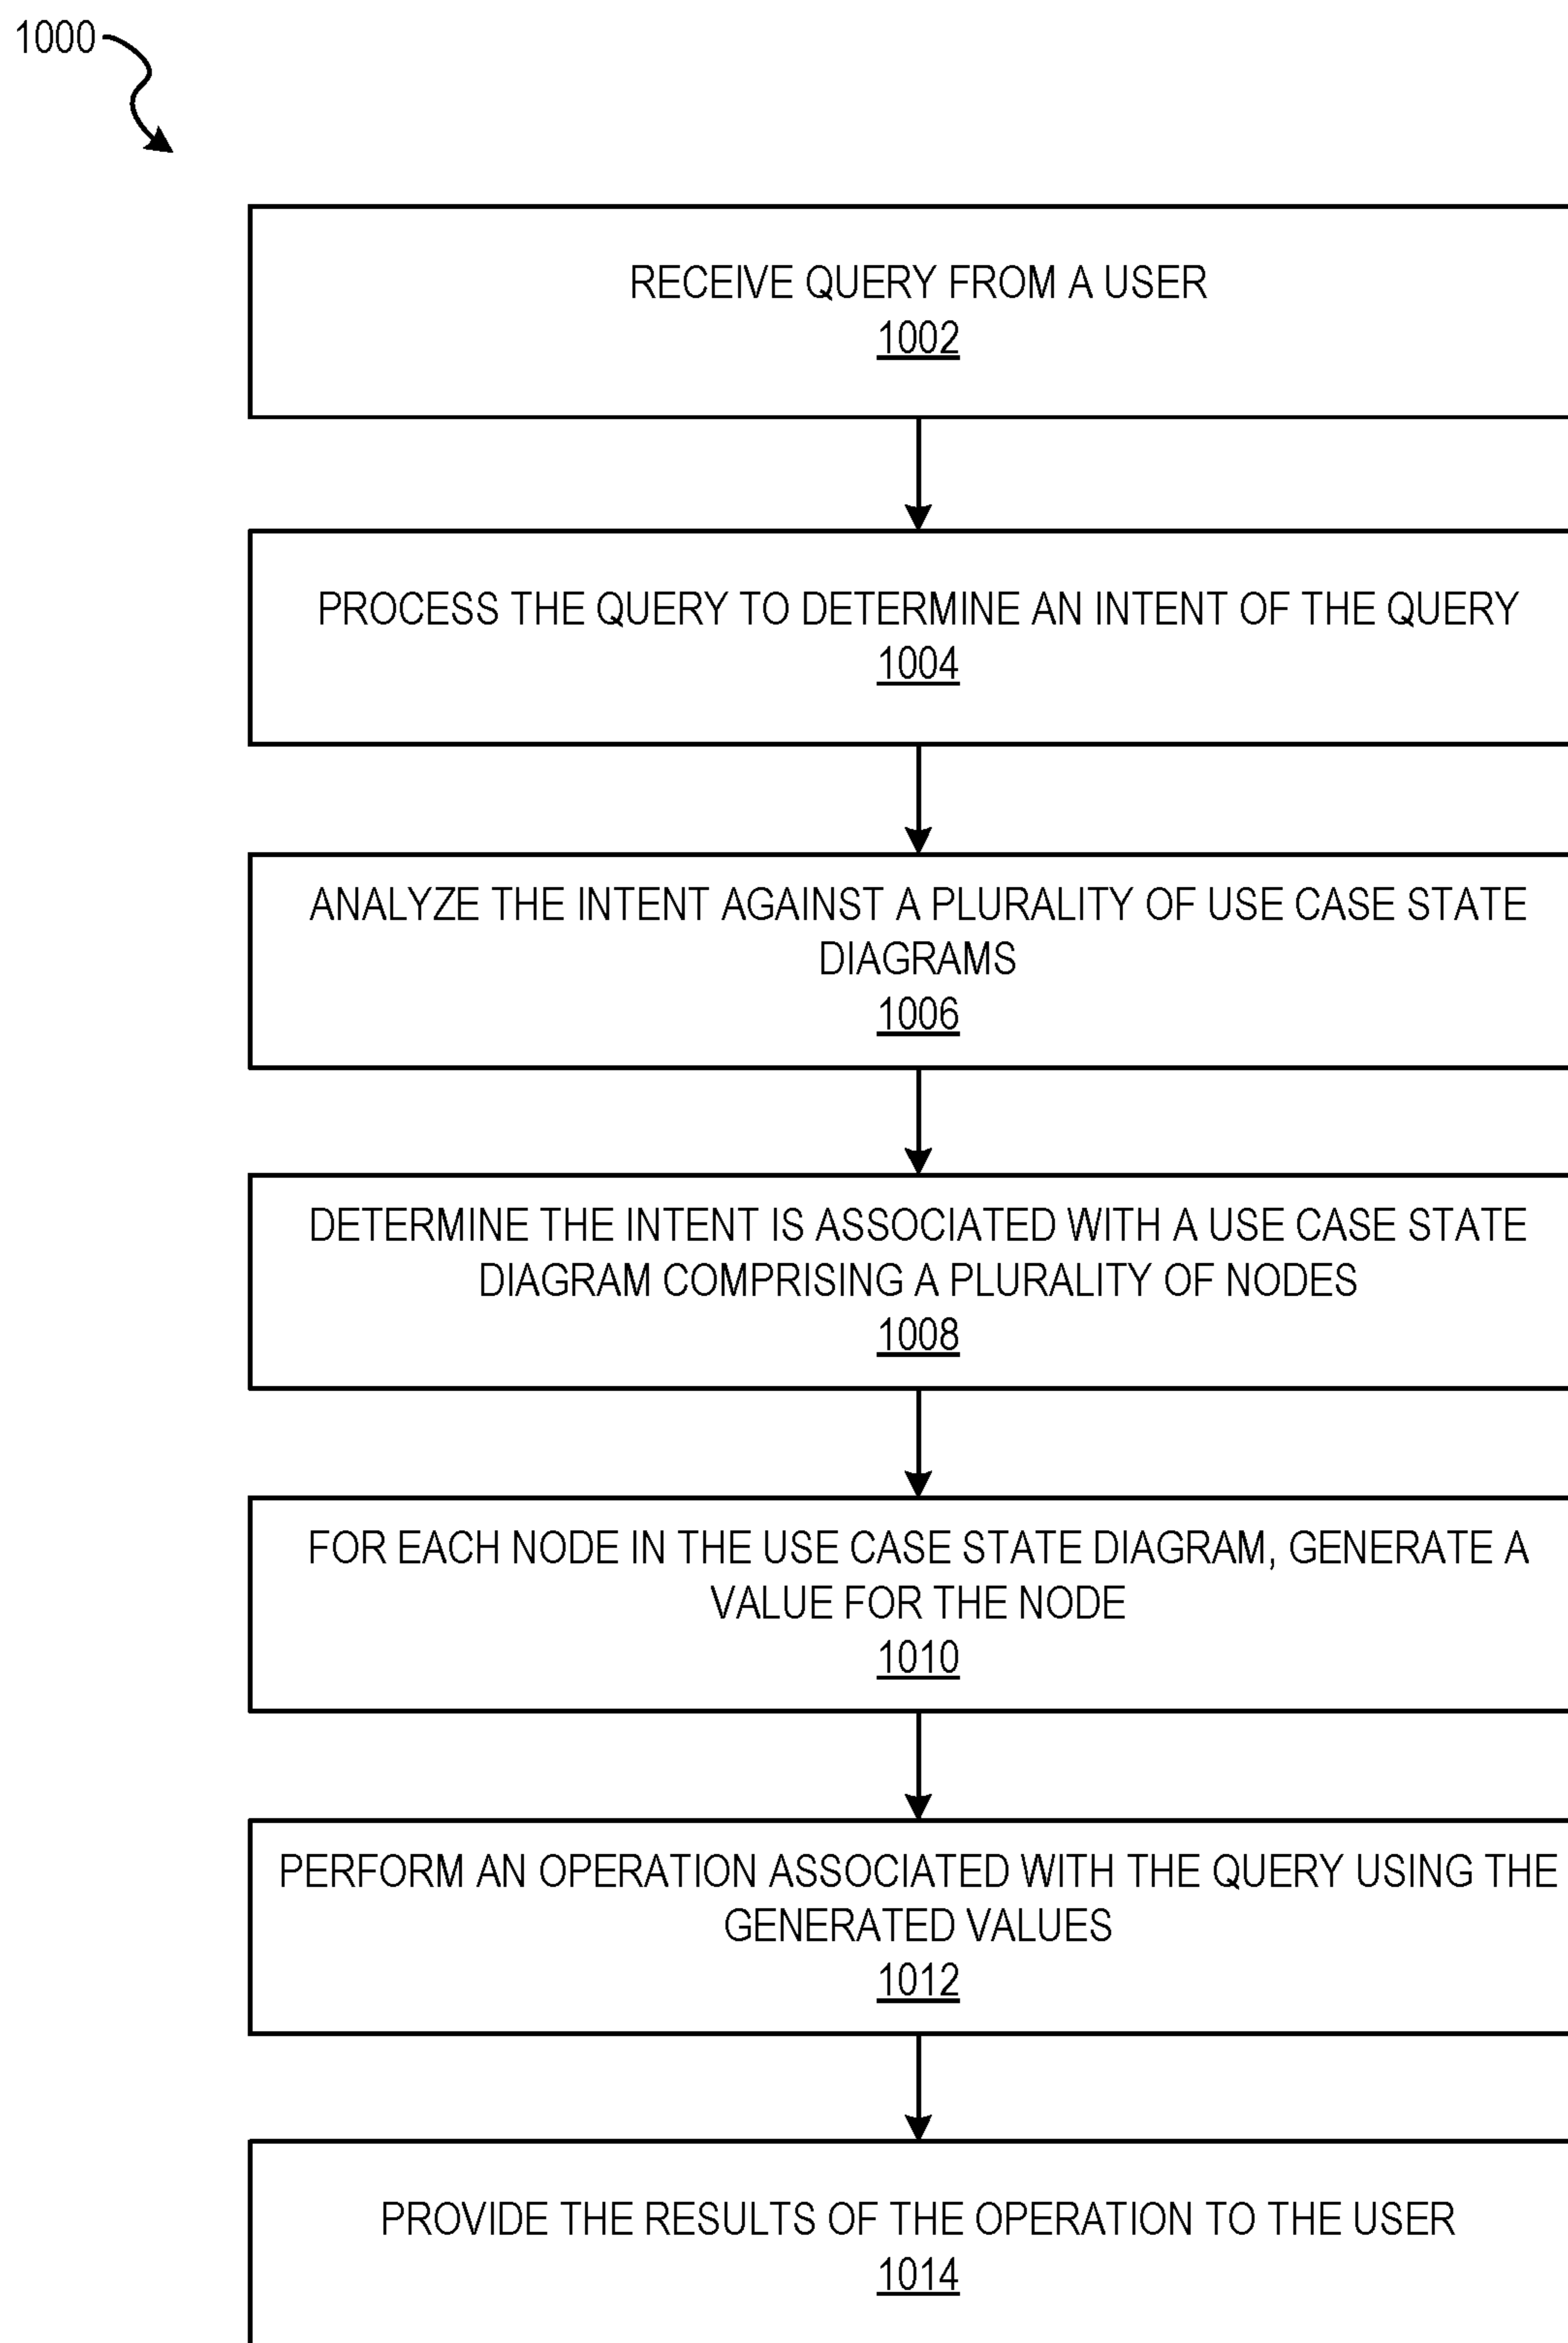 1000
RECEIVE QUERY FROM A USER
1002
PROCESS THE QUERY TO DETERMINE AN INTENT OF THE QUERY
1004
ANALYZE THE INTENT AGAINST A PLURALITY OF USE CASE STATE
DIAGRAMS
1006
DETERMINE THE INTENT IS ASSOCIATED WITH A USE CASE STATE
DIAGRAM COMPRISING A PLURALITY OF NODES
1008
FOR EACH NODE IN THE USE CASE STATE DIAGRAM, GENERATE A
VALUE FOR THE NODE
1010
PERFORM AN OPERATION ASSOCIATED WITH THE QUERY USING THE
GENERATED VALUES
1012
PROVIDE THE RESULTS OF THE OPERATION TO THE USER
1014